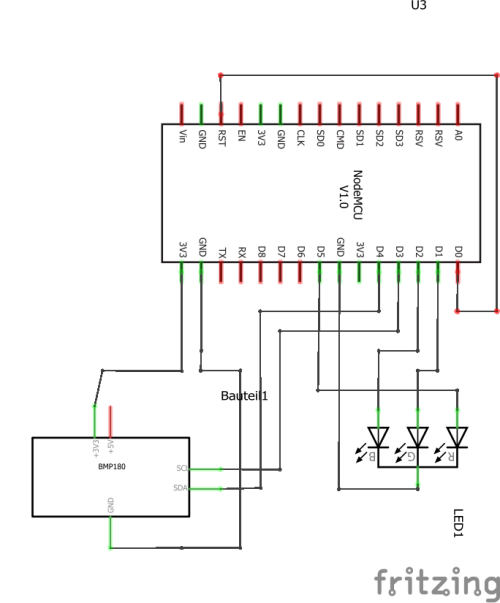 U3
Vin
GND
RST
EN
3V3
GND
CLK
SD0
CMD
SD1
SD2
SD3
RSV
RSV
A0
NodeMCU
V1.0
3V3
GND
TX
RX
D8
D7
D6
D5
GND
3V3
D4
D3
D2
D1
D0
Bauteil1
3V3+
5V+
BMP180
SCL
SDA
GND
B
G
R
LED1
fritzing